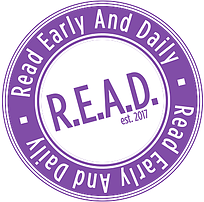 Read Early And Daily
R.E.A.D.
est. 2017
Read Early And Daily